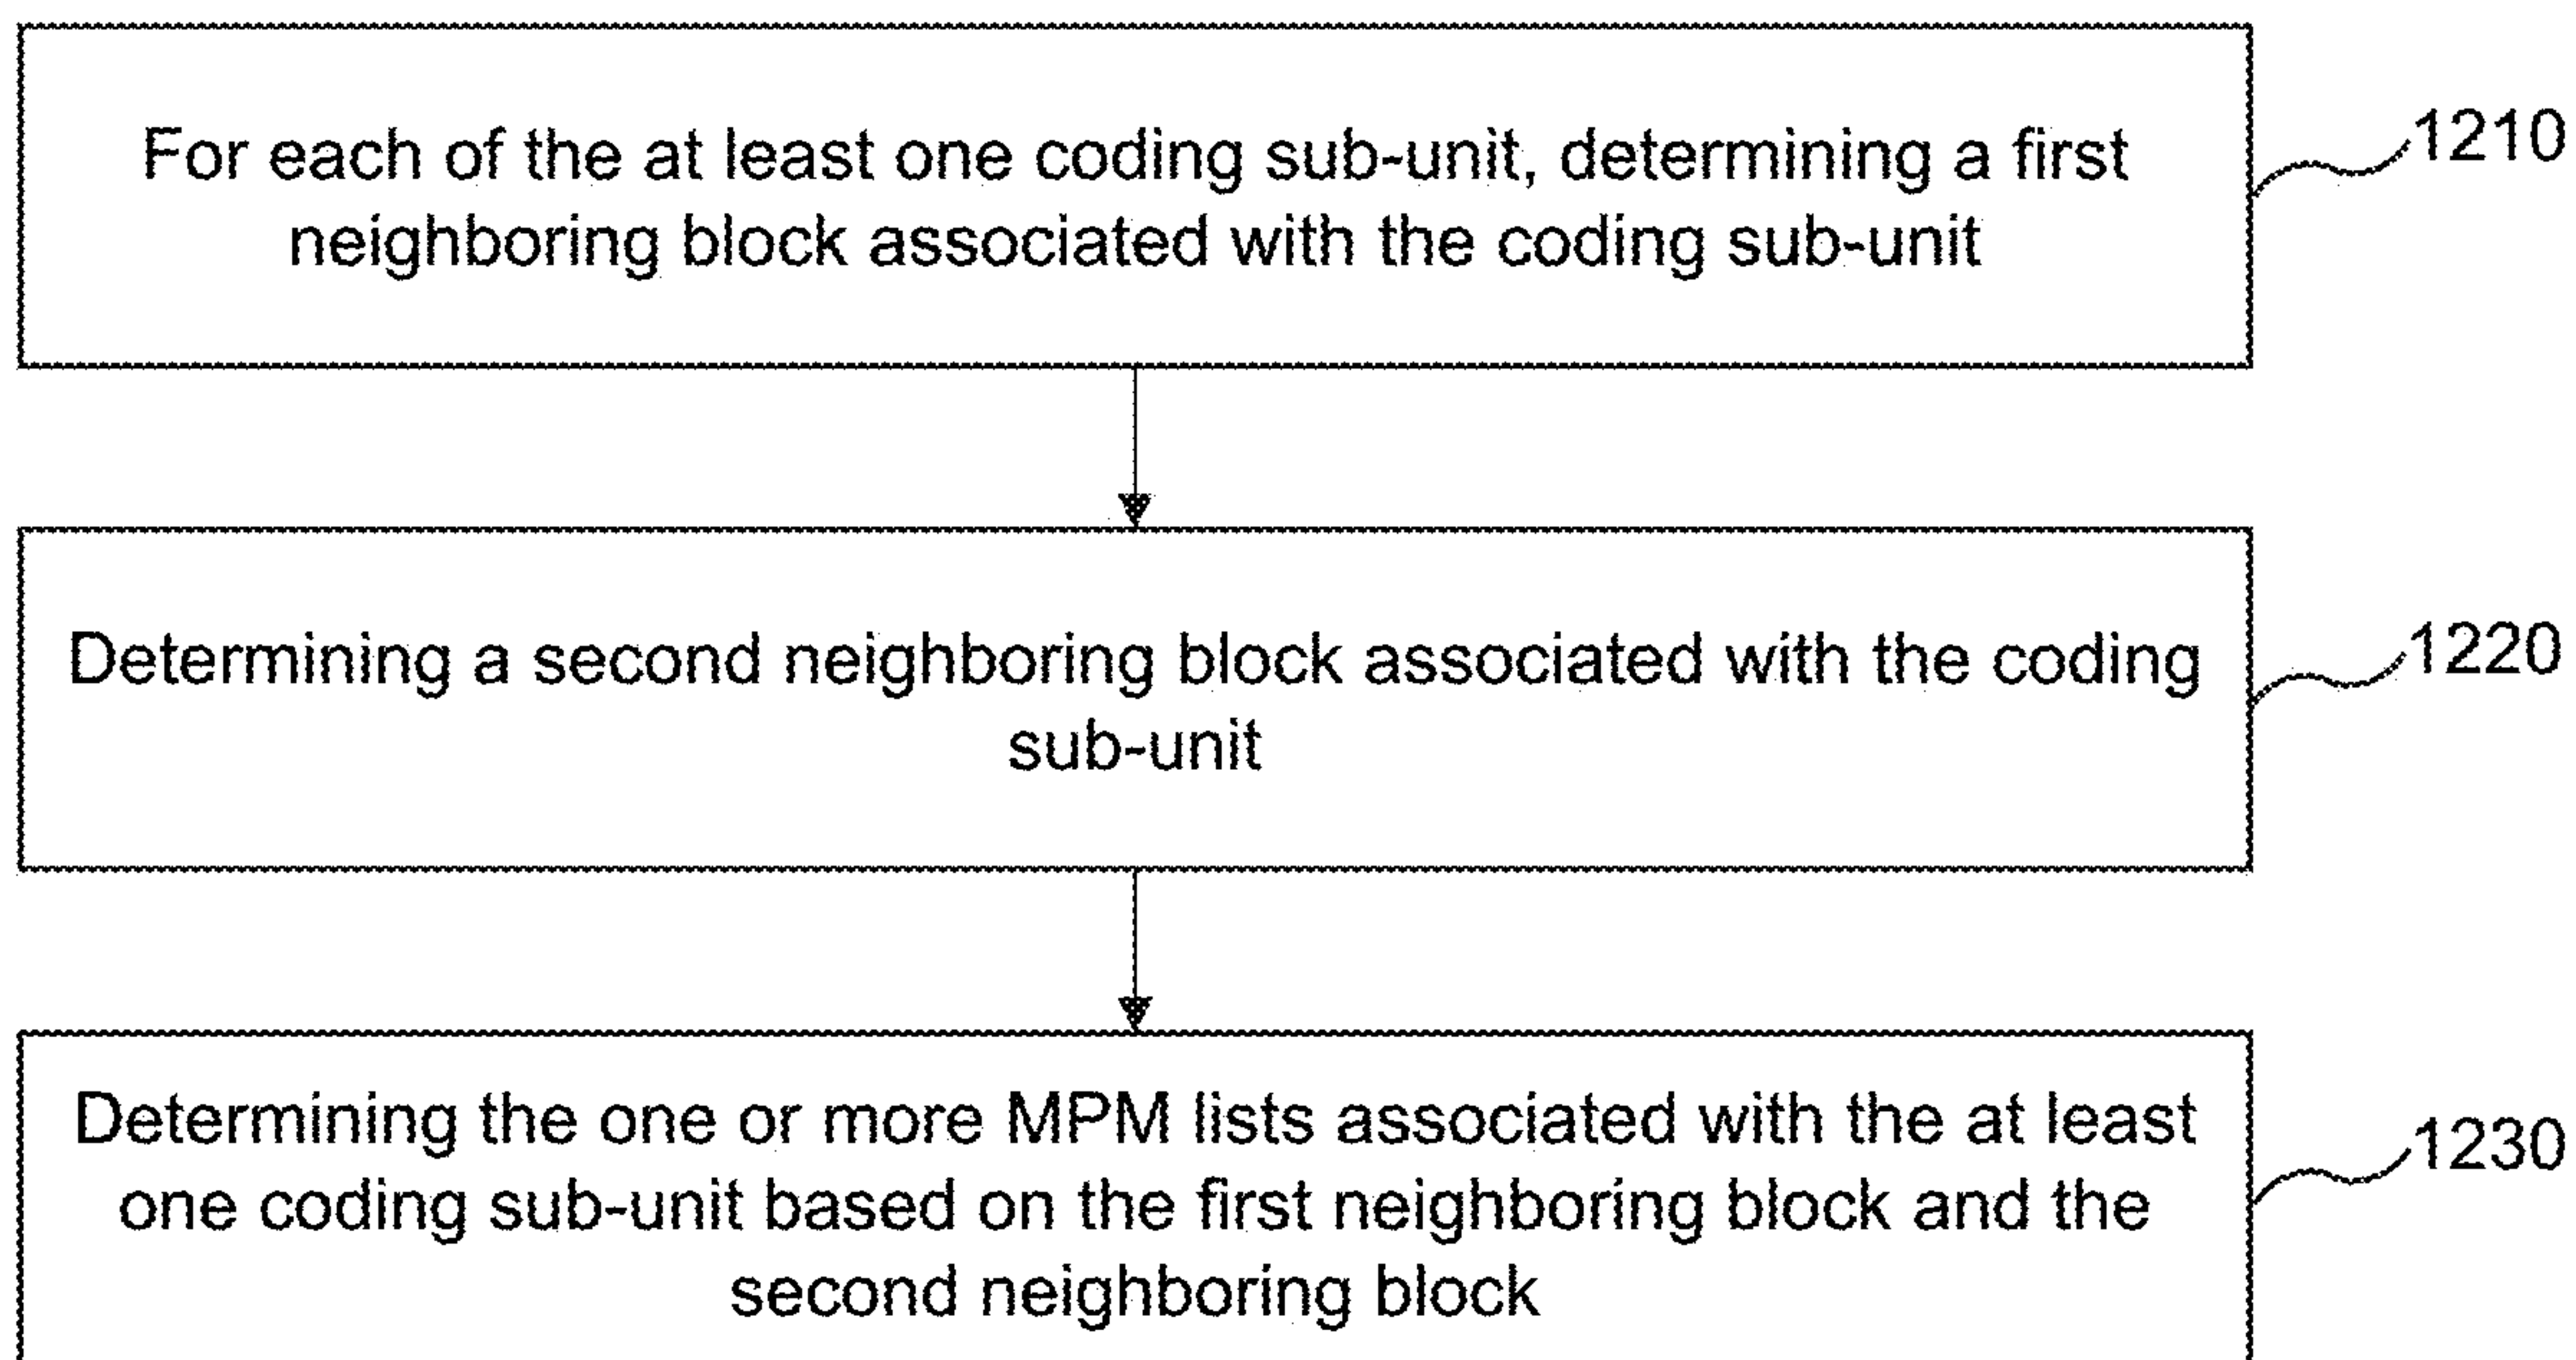 For each of the at least one coding sub-unit, determining a first
neighboring block associated with the coding sub-unit
1210
Determining a second neighboring block associated with the coding
sub-unit
1220
Determining the one or more MPM lists associated with the at least
one coding sub-unit based on the first neighboring block and the
second neighboring block
1230